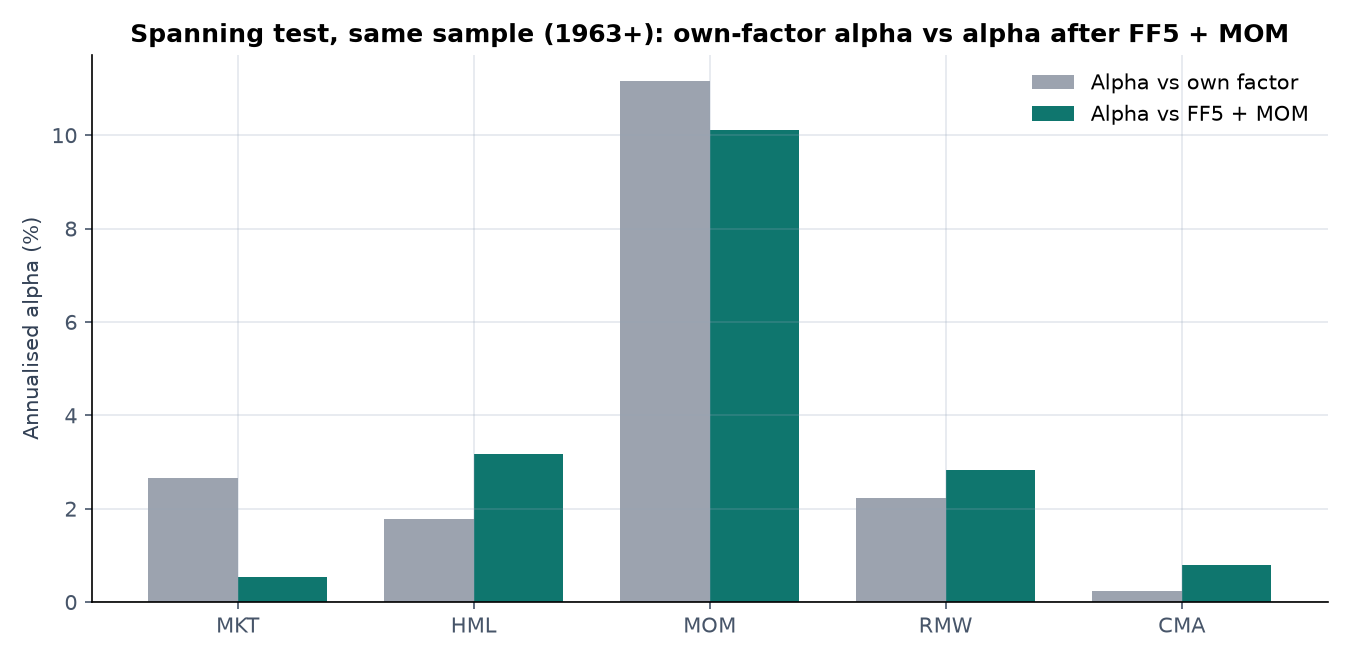 Spanning test, same sample (1963+): own-factor alpha vs alpha after FF5 + MOM
Alpha vs own factor
Alpha vs FF5 + MOM
Annualised alpha (%)
10
8
6
4
2
0
MKT HML MOM RMW CMA